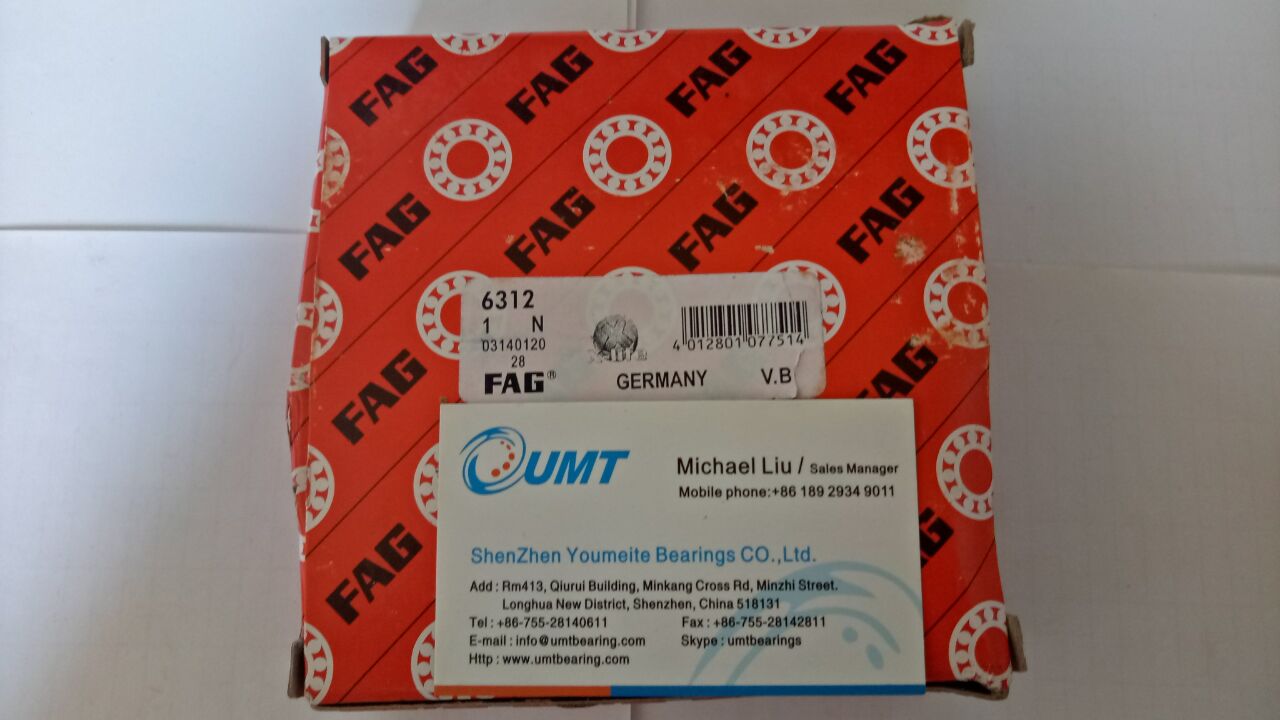 FAG FAG FAG FAG
FAG FAG FAG FAG
6312
1 N
03140120
28
FAG®
GERMANY
V.B
4 012801 077514
FAG FAG
FAG FAG
UMT
Michael Liu / Sales Manager
Mobile phone:+86 189 2934 9011
ShenZhen Youmeite Bearings CO.,Ltd.
Add : Rm413, Qiurui Building, Minkang Cross Rd, Minzhi Street.
Longhua New District, Shenzhen, China 518131
Tel : +86-755-28140611 Fax : +86-755-28142811
E-mail : info@umtbearing.com Skype : umtbearings
Http : www.umtbearing.com